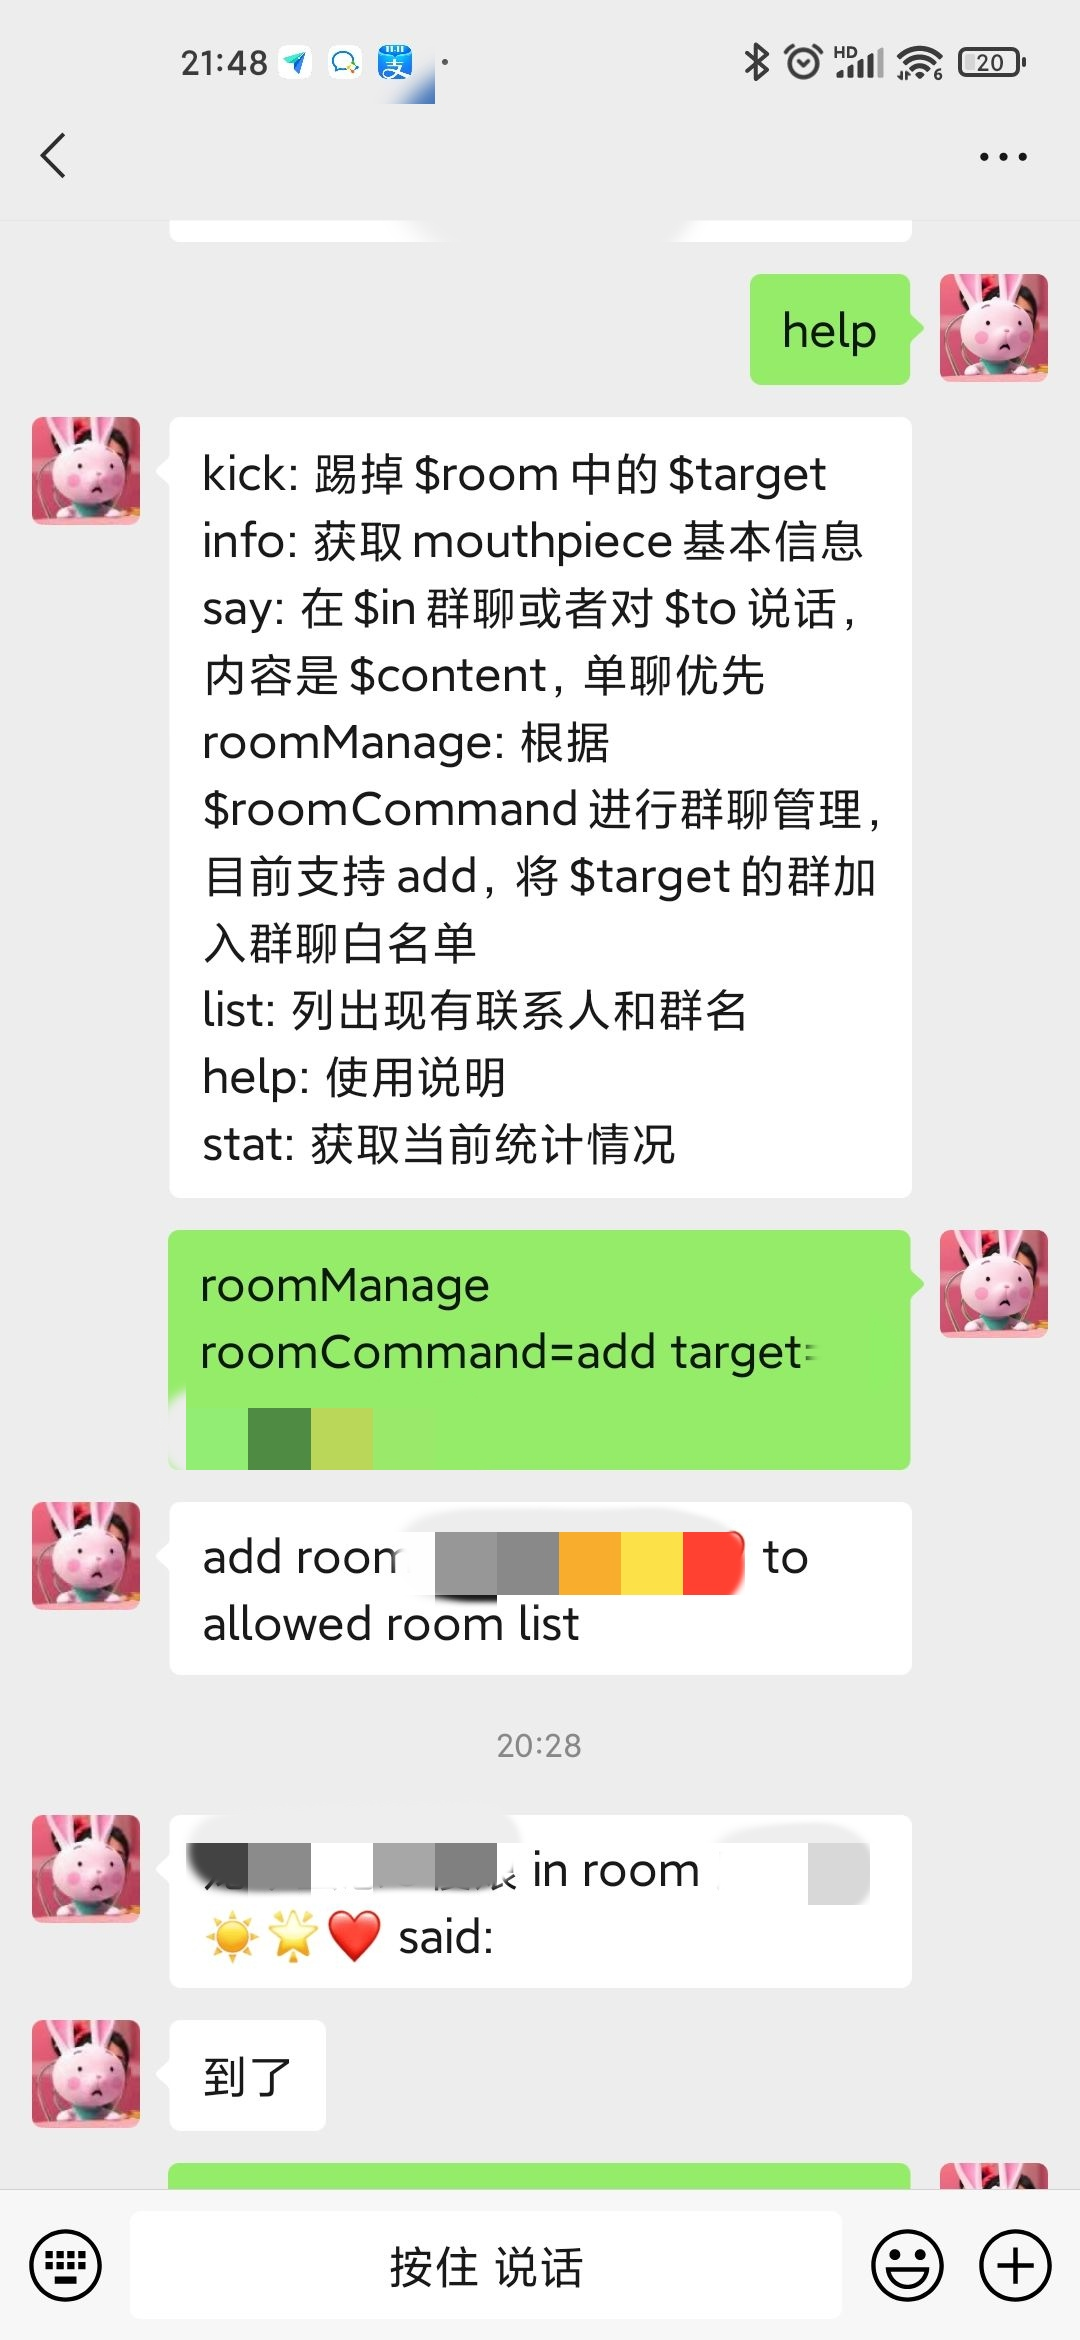 21:48
HD
6
20
help
kick: 踢掉 $room 中的 $target
info: 获取 mouthpiece 基本信息
say: 在 $in 群聊或者对 $to 说话，
内容是 $content，单聊优先
roomManage: 根据
$roomCommand 进行群聊管理，
目前支持 add，将 $target 的群加
入群聊白名单
list: 列出现有联系人和群名
help: 使用说明
stat: 获取当前统计情况
roomManage
roomCommand=add target=
add room to
allowed room list
20:28
in room
☀️🌟❤️ said:
到了
按住 说话